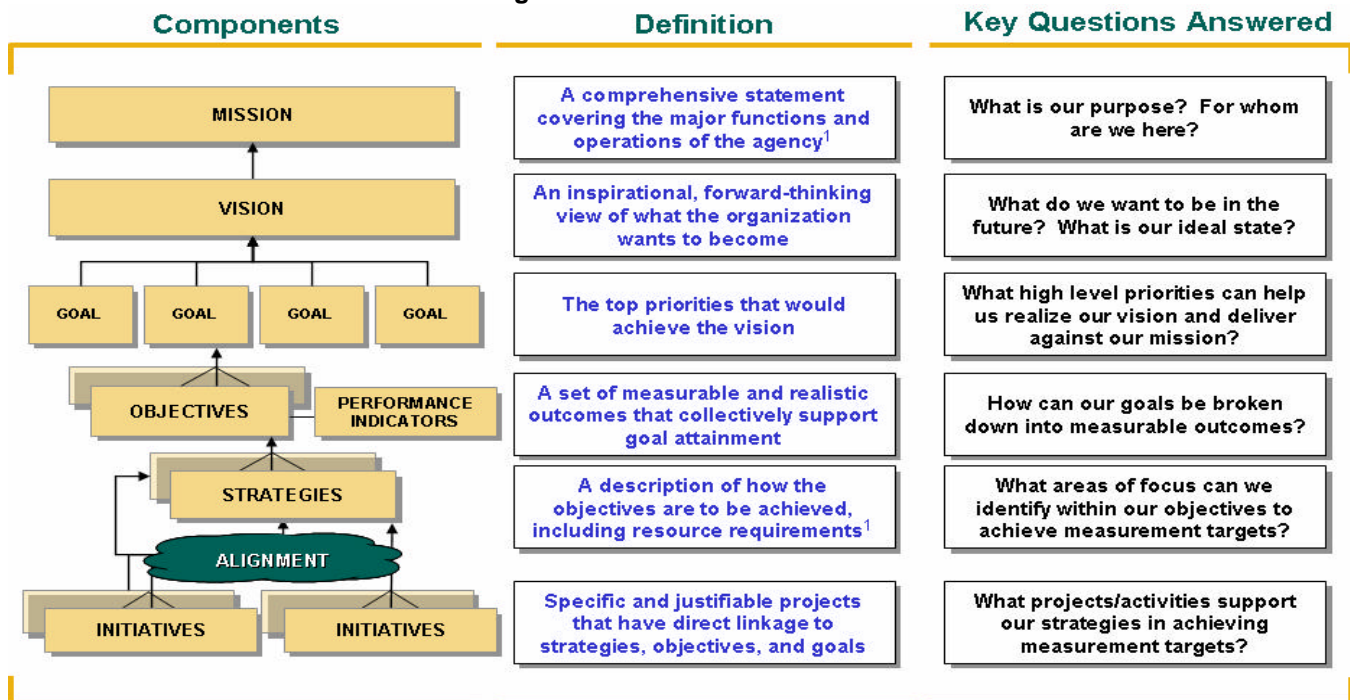 Components
Definition
Key Questions Answered
MISSION
A comprehensive statement
covering the major functions and
operations of the agency1
What is our purpose? For whom
are we here?
VISION
An inspirational, forward-thinking
view of what the organization
wants to become
What do we want to be in the
future? What is our ideal state?
GOAL
GOAL
GOAL
GOAL
The top priorities that would
achieve the vision
What high level priorities can help
us realize our vision and deliver
against our mission?
OBJECTIVES
PERFORMANCE
INDICATORS
A set of measurable and realistic
outcomes that collectively support
goal attainment
How can our goals be broken
down into measurable outcomes?
STRATEGIES
A description of how the
objectives are to be achieved,
including resource requirements1
What areas of focus can we
identify within our objectives to
achieve measurement targets?
ALIGNMENT
INITIATIVES
INITIATIVES
Specific and justifiable projects
that have direct linkage to
strategies, objectives, and goals
What projects/activities support
our strategies in achieving
measurement targets?